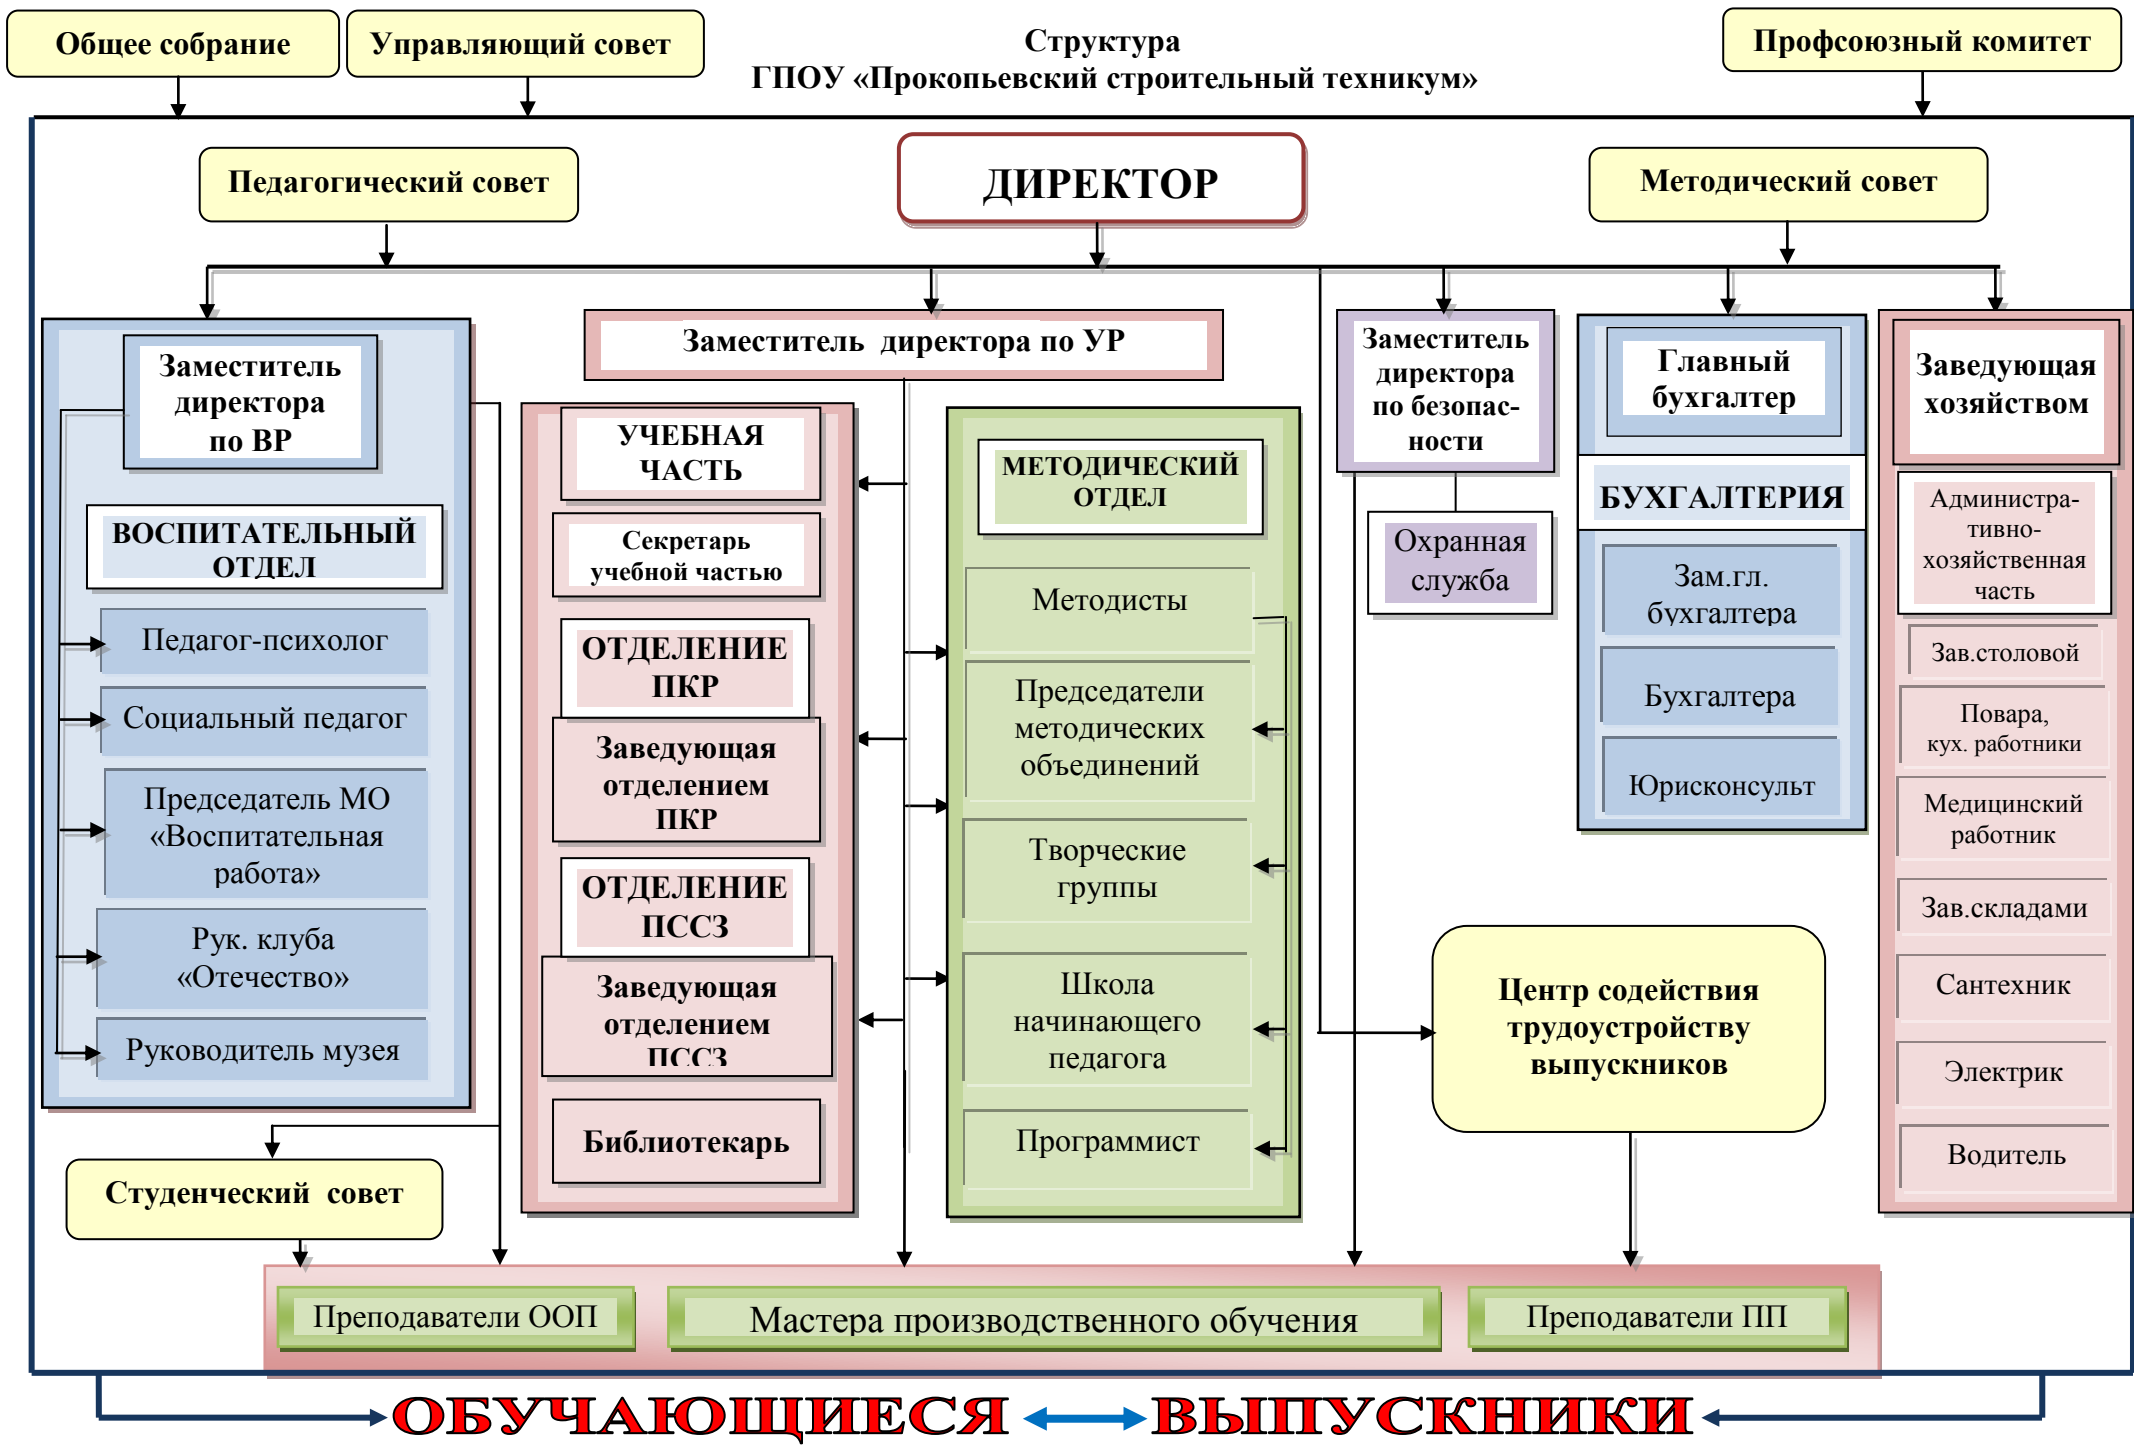 Общее собрание
Управляющий совет
Структура
ГПОУ «Прокопьевский строительный техникум»
Профсоюзный комитет
Педагогический совет
ДИРЕКТОР
Методический совет
Заместитель
директора
по ВР
ВОСПИТАТЕЛЬНЫЙ
ОТДЕЛ
Педагог-психолог
Социальный педагог
Председатель МО
«Воспитательная
работа»
Рук. клуба
«Отечество»
Руководитель музея
Студенческий совет
Заместитель директора по УР
УЧЕБНАЯ
ЧАСТЬ
Секретарь
учебной частью
ОТДЕЛЕНИЕ
ПКР
Заведующая
отделением
ПКР
ОТДЕЛЕНИЕ
ПССЗ
Заведующая
отделением
ПССЗ
Библиотекарь
МЕТОДИЧЕСКИЙ
ОТДЕЛ
Методисты
Председатели
методических
объединений
Творческие
группы
Школа
начинающего
педагога
Программист
Заместитель
директора
по безопас-
ности
Охранная
служба
Главный
бухгалтер
БУХГАЛТЕРИЯ
Зам.гл.
бухгалтера
Бухгалтера
Юрисконсульт
Центр содействия
трудоустройству
выпускников
Заведующая
хозяйством
Администра-
тивно-
хозяйственная
часть
Зав.столовой
Повара,
кух. работники
Медицинский
работник
Зав.складами
Сантехник
Электрик
Водитель
Преподаватели ООП
Мастера производственного обучения
Преподаватели ПП
ОБУЧАЮЩИЕСЯ
ВЫПУСКНИКИ